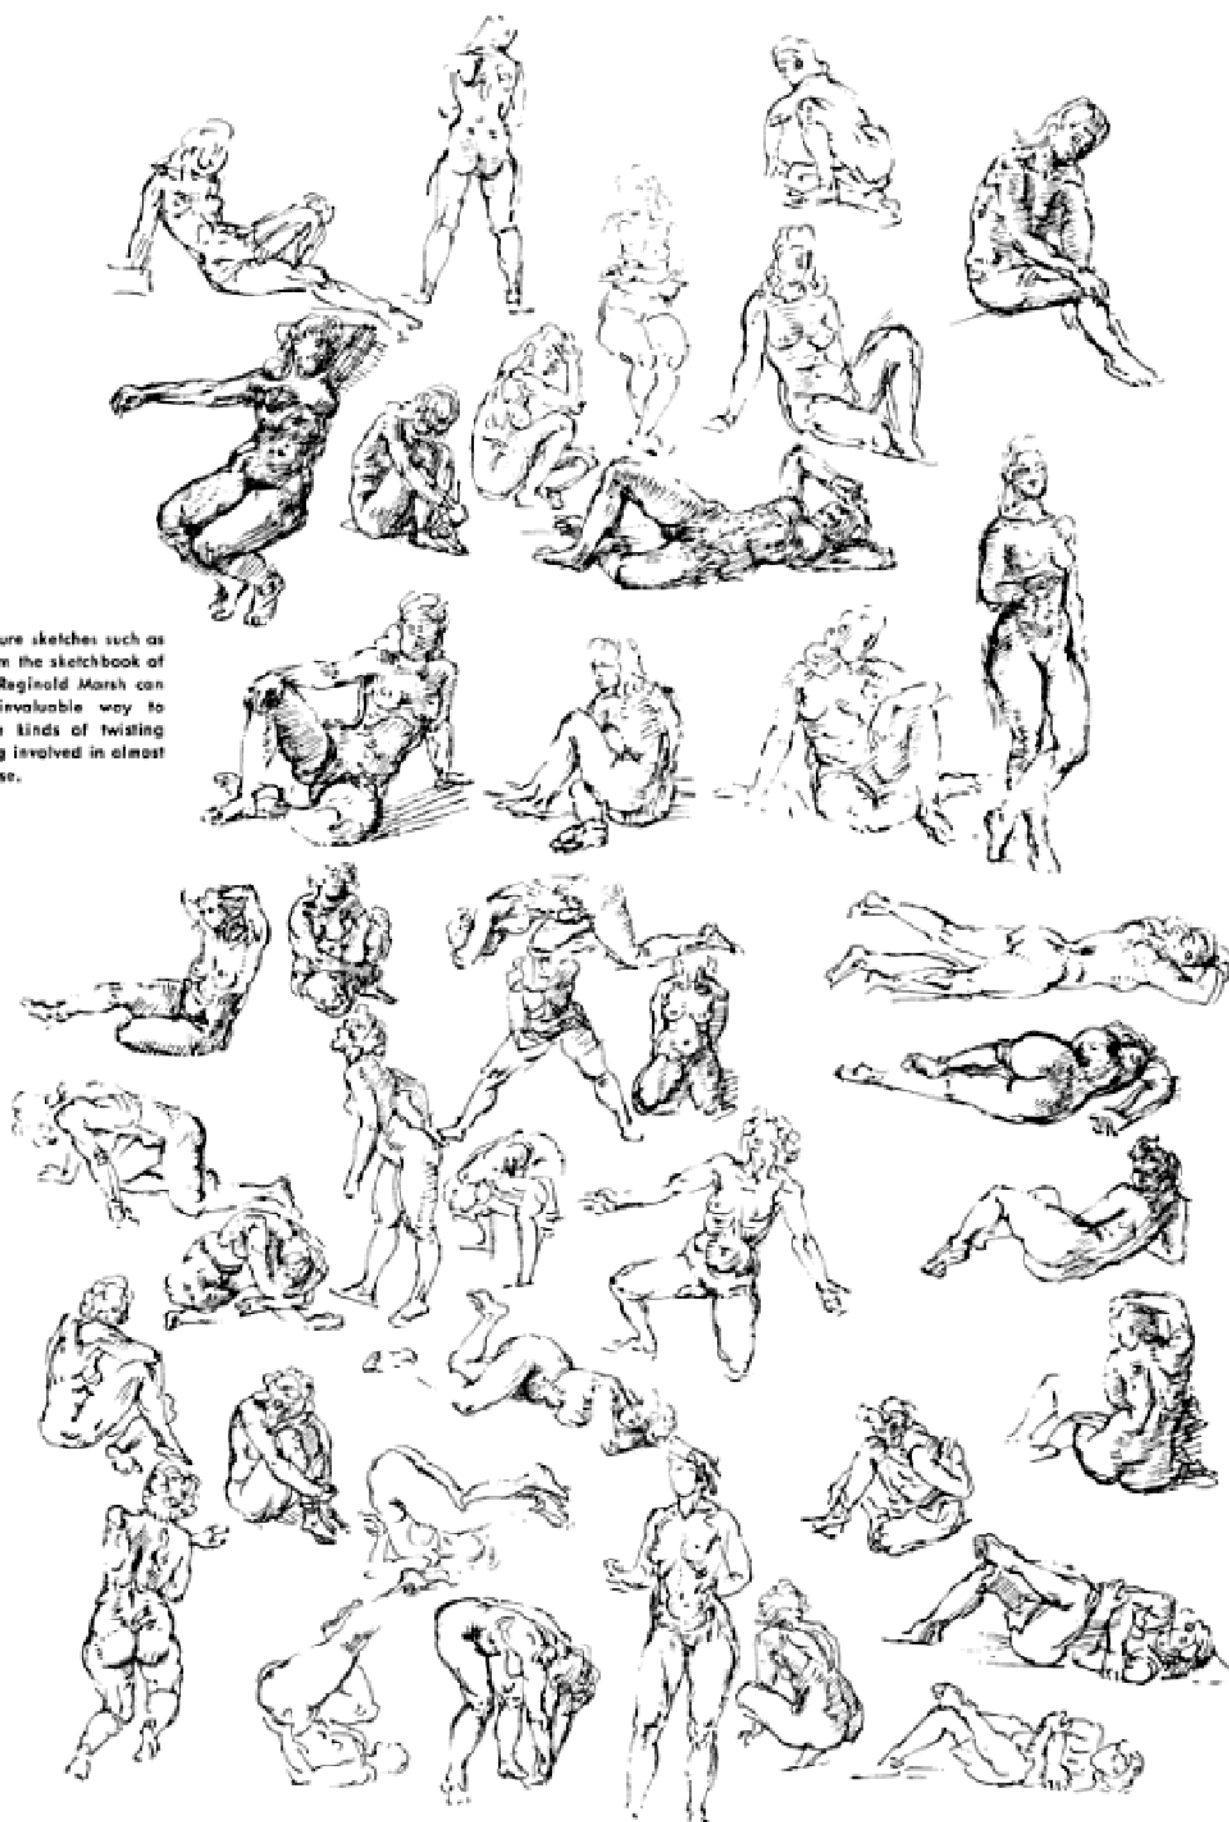 ure sketches such as
m the sketchbook of
Reginald Marsh can
invaluable way to
e kinds of twisting
g involved in almost
se.